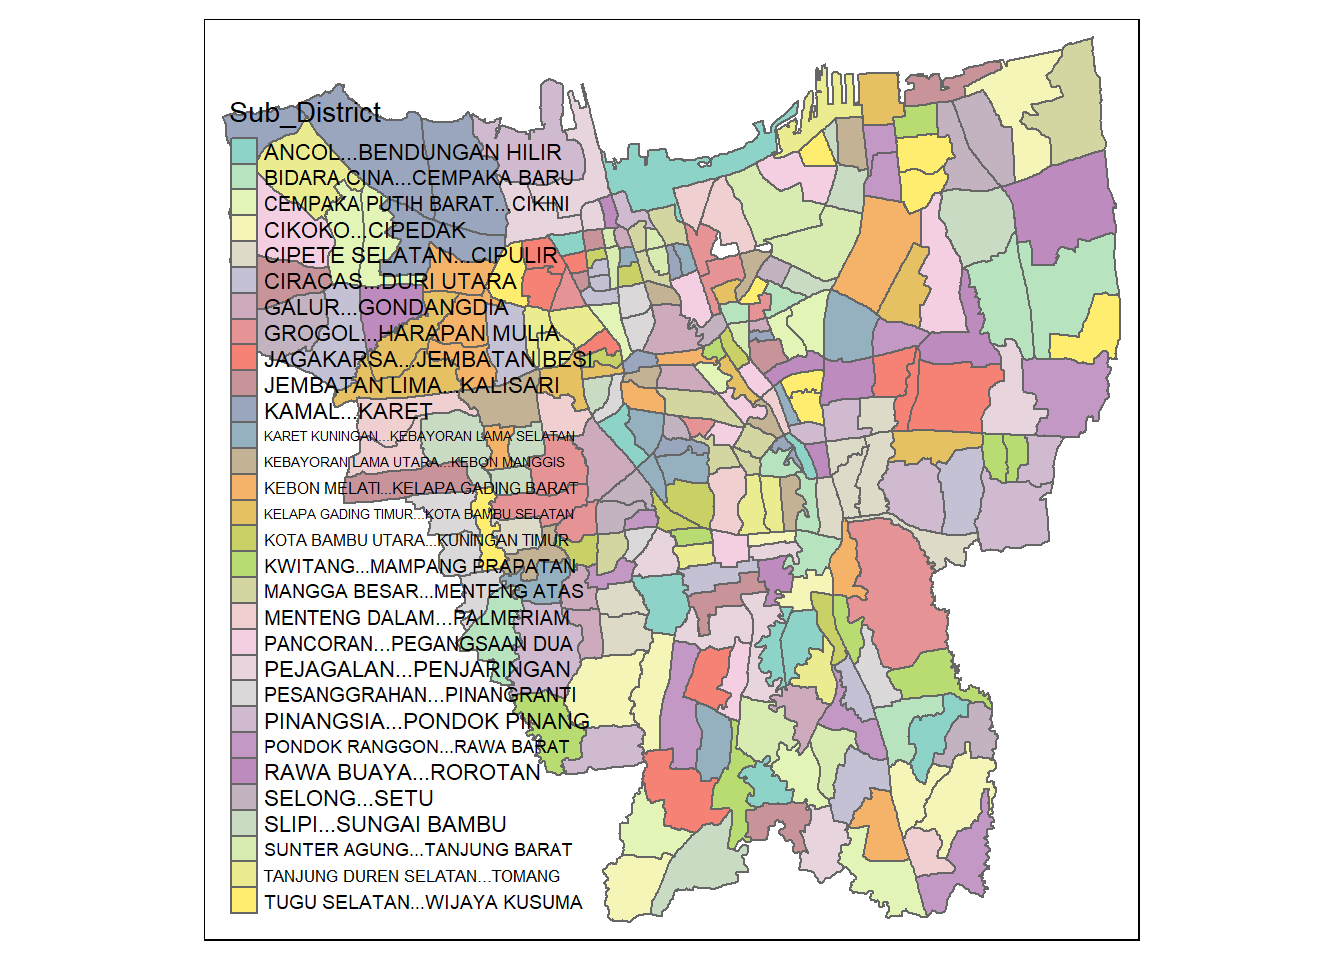 Sub_District
ANCOL...BENDUNGAN HILIR
BIDARA CINA...CEMPAKA BARU
CEMPAKA PUTIH BARAT...CIKINI
CIKOKO...CIPEDAK
CIPETE SELATAN...CIPULIR
CIRACAS...DURI UTARA
GALUR...GONDANGDIA
GROGOL...HARAPAN MULIA
JAGAKARSA...JEMBATAN BESI
JEMBATAN LIMA...KALISARI
KAMAL...KARET
KARET KUNINGAN...KEBAYORAN LAMA SELATAN
KEBAYORAN LAMA UTARA...KEBON MANGGIS
KEBON MELATI...KELAPA GADING BARAT
KELAPA GADING TIMUR...KOTA BAMBU SELATAN
KOTA BAMBU UTARA...KUNINGAN TIMUR
KWITANG...MAMPANG PRAPATAN
MANGGA BESAR...MENTENG ATAS
MENTENG DALAM...PALMERIAM
PANCORAN...PEGANGSAAN DUA
PEJAGALAN...PENJARINGAN
PESANGGRAHAN...PINANGRANTI
PINANGSIA...PONDOK PINANG
PONDOK RANGGON...RAWA BARAT
RAWA BUAYA...ROROTAN
SELONG...SETU
SLIPI...SUNGAI BAMBU
SUNTER AGUNG...TANJUNG BARAT
TANJUNG DUREN SELATAN...TOMANG
TUGU SELATAN...WIJAYA KUSUMA